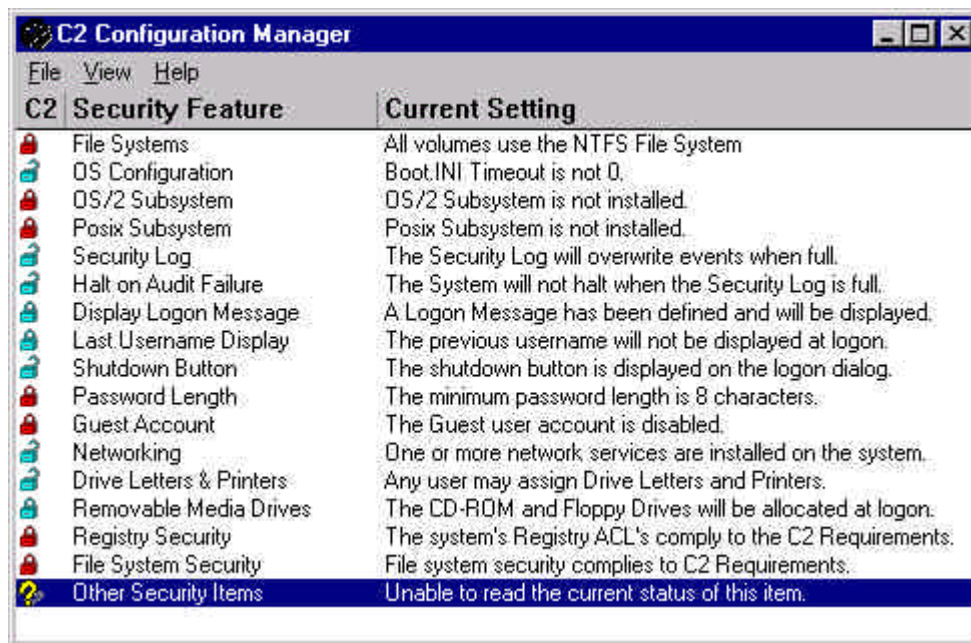 C2 Configuration Manager
File View Help
C2 Security Feature Current Setting
File Systems All volumes use the NTFS File System
OS Configuration Boot.INI Timeout is not 0.
OS/2 Subsystem OS/2 Subsystem is not installed.
Posix Subsystem Posix Subsystem is not installed.
Security Log The Security Log will overwrite events when full.
Halt on Audit Failure The System will not halt when the Security Log is full.
Display Logon Message A Logon Message has been defined and will be displayed.
Last Username Display The previous username will not be displayed at logon.
Shutdown Button The shutdown button is displayed on the logon dialog.
Password Length The minimum password length is 8 characters.
Guest Account The Guest user account is disabled.
Networking One or more network services are installed on the system.
Drive Letters & Printers Any user may assign Drive Letters and Printers.
Removable Media Drives The CD-ROM and Floppy Drives will be allocated at logon.
Registry Security The system's Registry ACL's comply to the C2 Requirements.
File System Security File system security complies to C2 Requirements.
Other Security Items Unable to read the current status of this item.